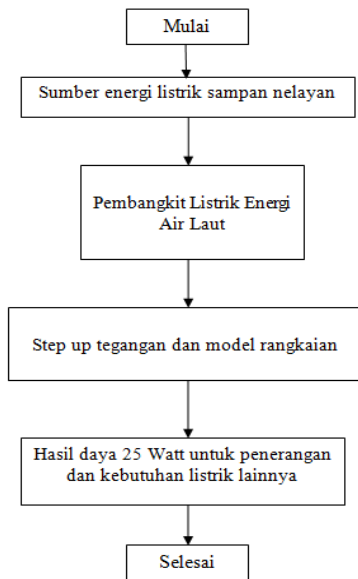 Mulai
Sumber energi listrik sampan nelayan
Pembangkit Listrik Energi
Air Laut
Step up tegangan dan model rangkaian
Hasil daya 25 Watt untuk penerangan
dan kebutuhan listrik lainnya
Selesai